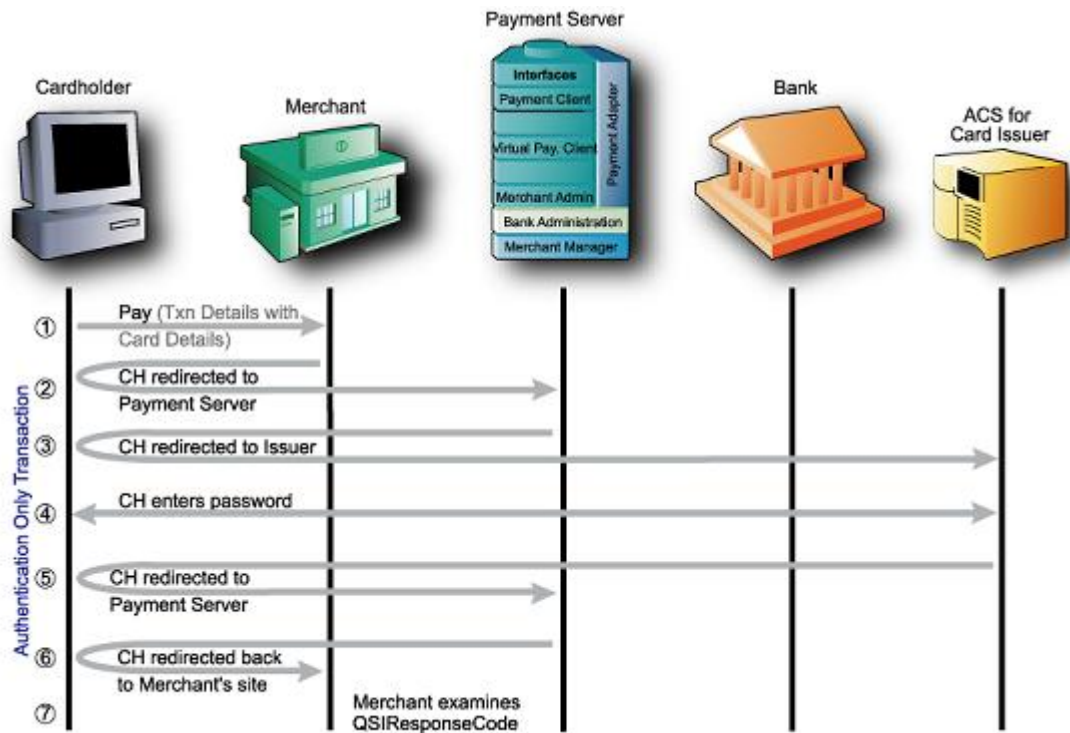 Payment Server
Cardholder
Merchant
Bank
ACS for
Card Issuer
Interfaces
Payment Client
Virtual Pay. Client
Merchant Admin
Bank Administration
Merchant Manager
Payment Adapter
Authentication Only Transaction
① Pay (Txn Details with
Card Details)
② CH redirected to
Payment Server
③ CH redirected to Issuer
④ CH enters password
⑤ CH redirected to
Payment Server
⑥ CH redirected back
to Merchant's site
⑦ Merchant examines
QSIResponseCode